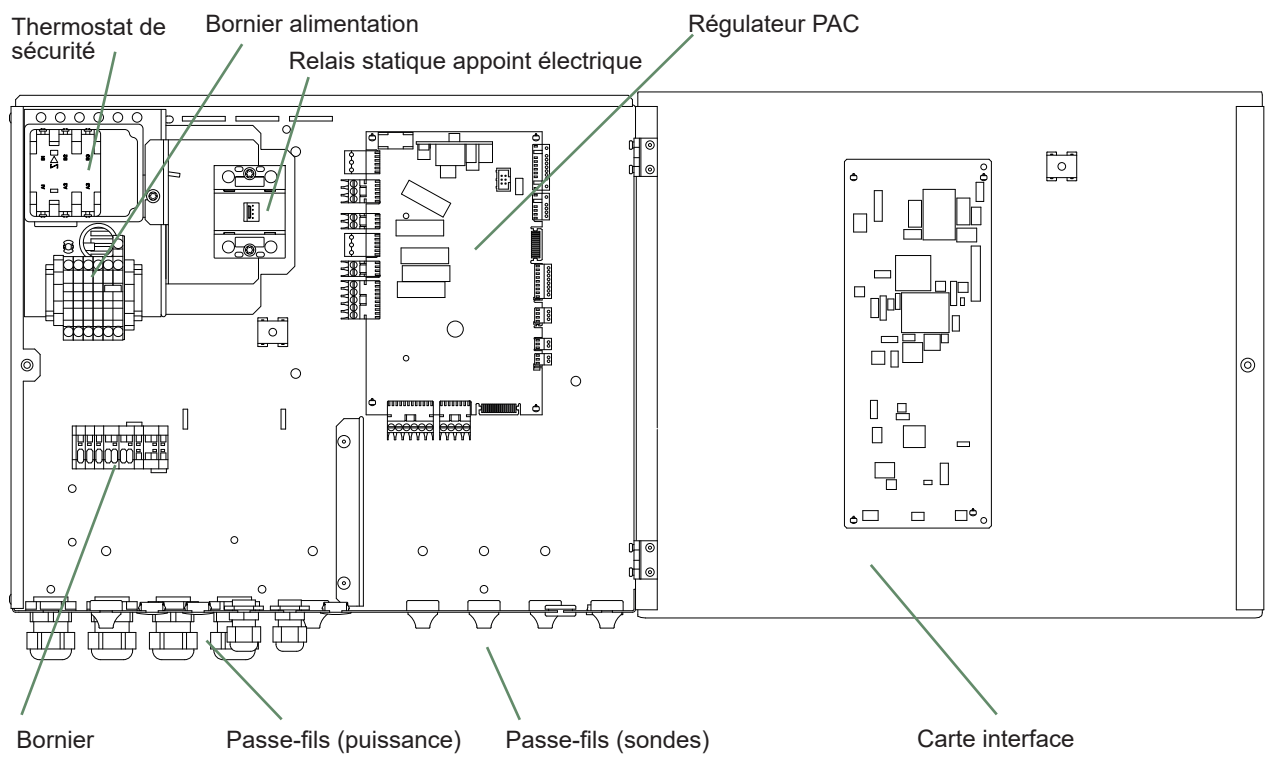 Thermostat de
sécurité
Bornier alimentation
Relais statique appoint électrique
Régulateur PAC
Bornier
Passe-fils (puissance)
Passe-fils (sondes)
Carte interface